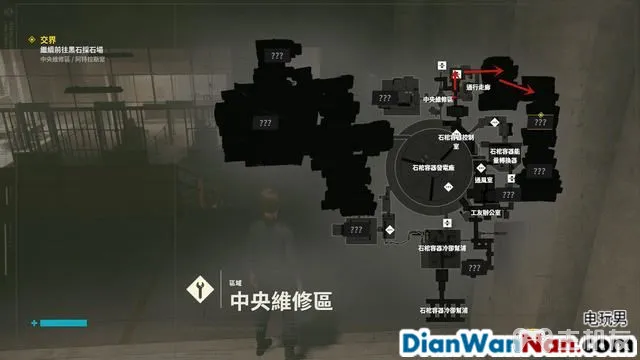 交界
繼續前往黑石採石場
中央維修區 / 阿特拉斯室
???
???
???
中央維修區
通行走廊
???
石棺容器控制
室
石棺容器能
量轉換器
石棺容器發電廠
通風室
???
???
工友辦公室
???
石棺容器冷卻幫浦
???
石棺容器冷卻幫浦
區域
中央維修區
电玩男
DianWanNan.com